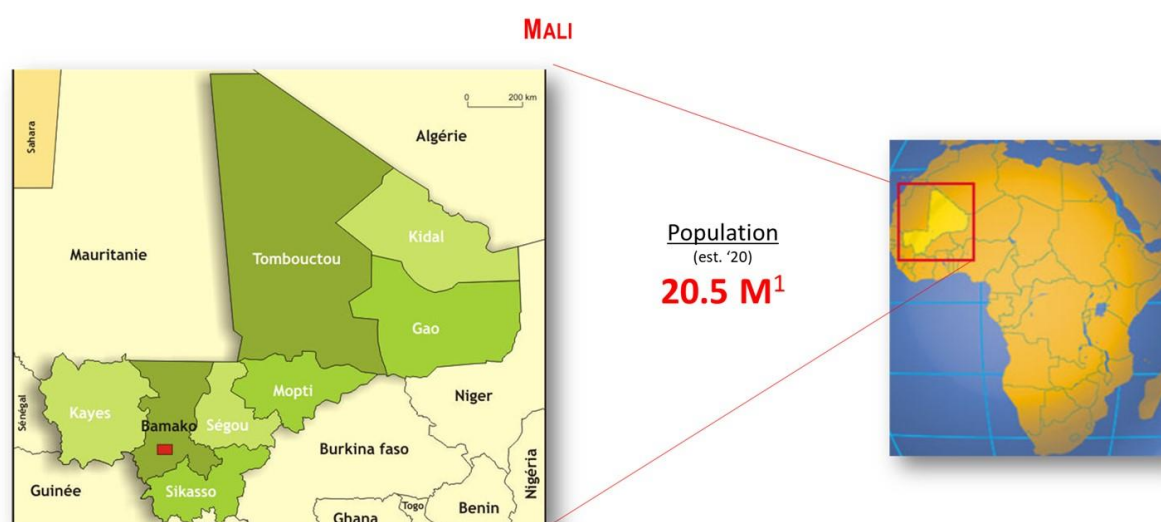 MALI
0 200 km
Sahara
Algérie
Mauritanie
Kidal
Tombouctou
Gao
Mopti
Niger
Sénégal
Kayes
Bamako
Ségou
Burkina faso
Nigéria
Guinée
Sikasso
Ghana
Togo
Benin
Population
(est. ‘20)
20.5 M1